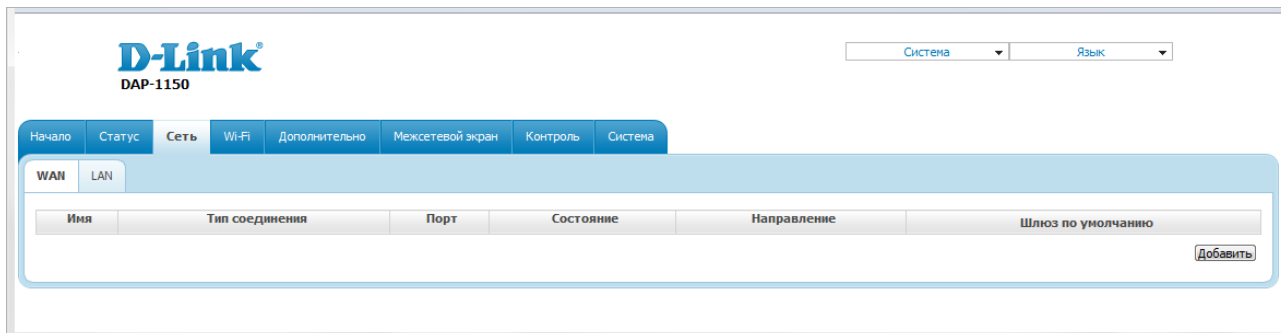 D-Link®
Система Язык
DAP-1150
Начало Статус Сеть Wi-Fi Дополнительно Межсетевой экран Контроль Система
WAN LAN
Имя Тип соединения Порт Состояние Направление Шлюз по умолчанию
Добавить